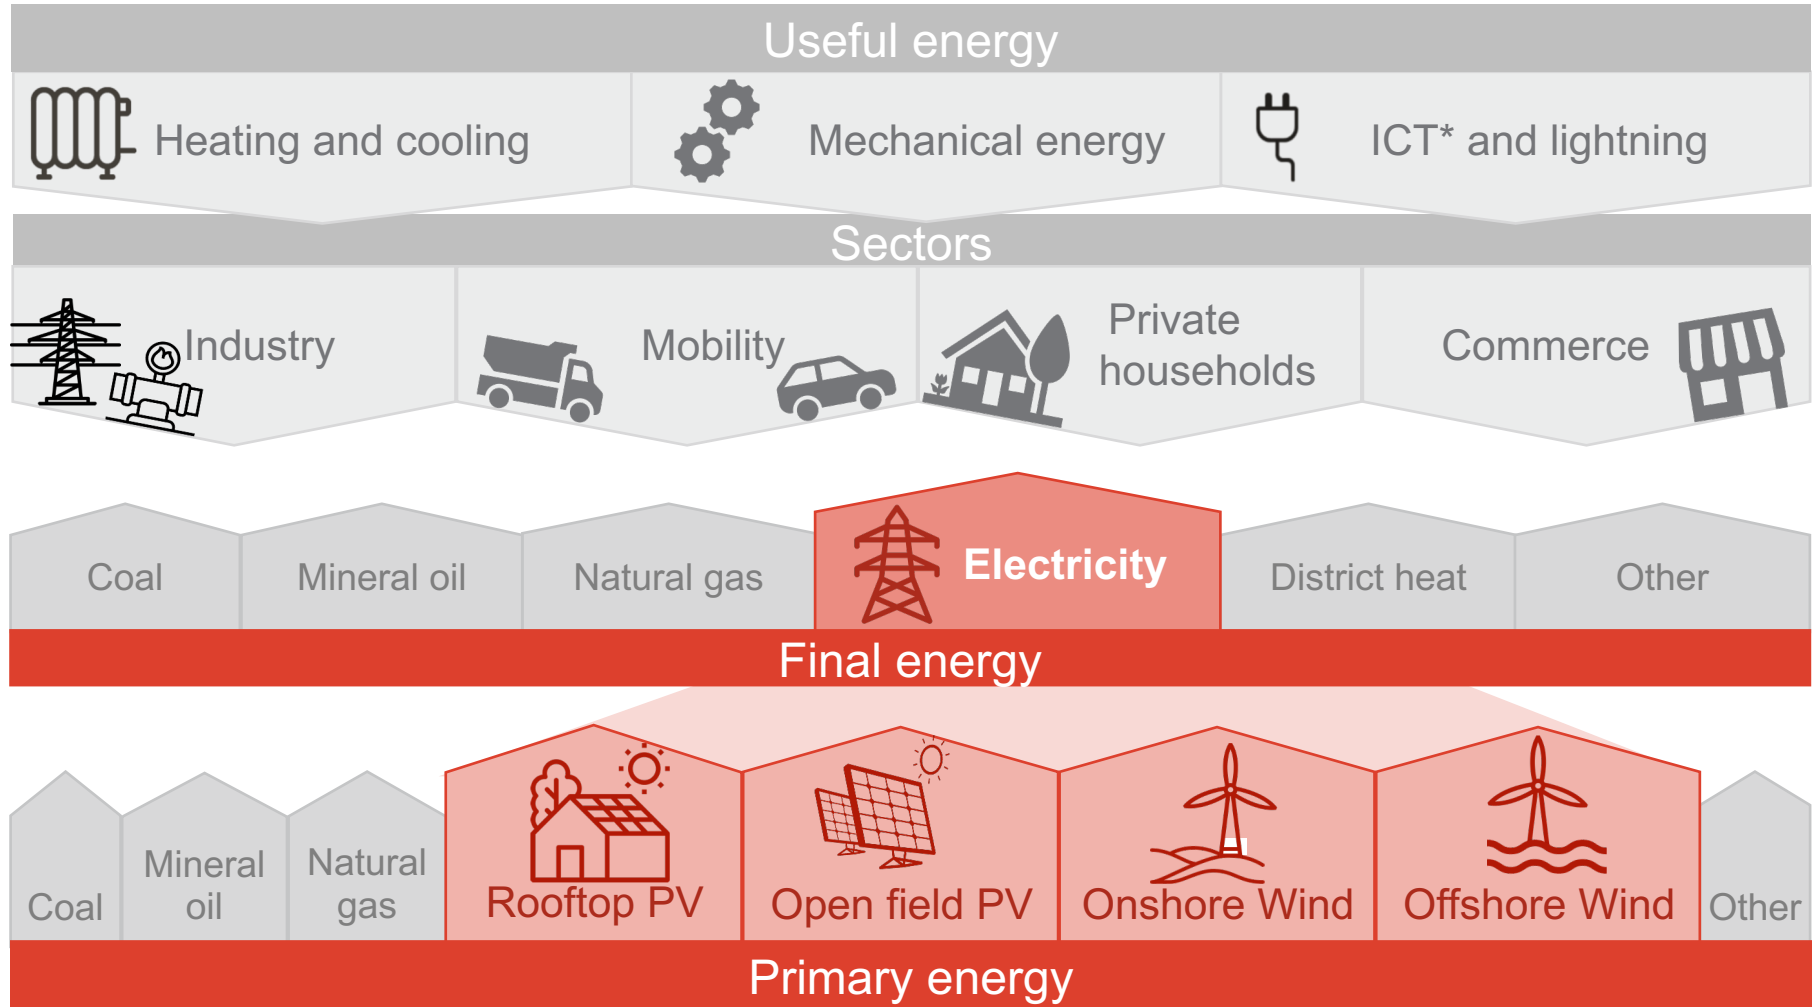 Useful energy
Heating and cooling
Mechanical energy
ICT* and lightning
Sectors
Industry
Mobility
Private
households
Commerce
Coal
Mineral oil
Natural gas
Electricity
District heat
Other
Final energy
Coal
Mineral
oil
Natural
gas
Rooftop PV
Open field PV
Onshore Wind
Offshore Wind
Other
Primary energy